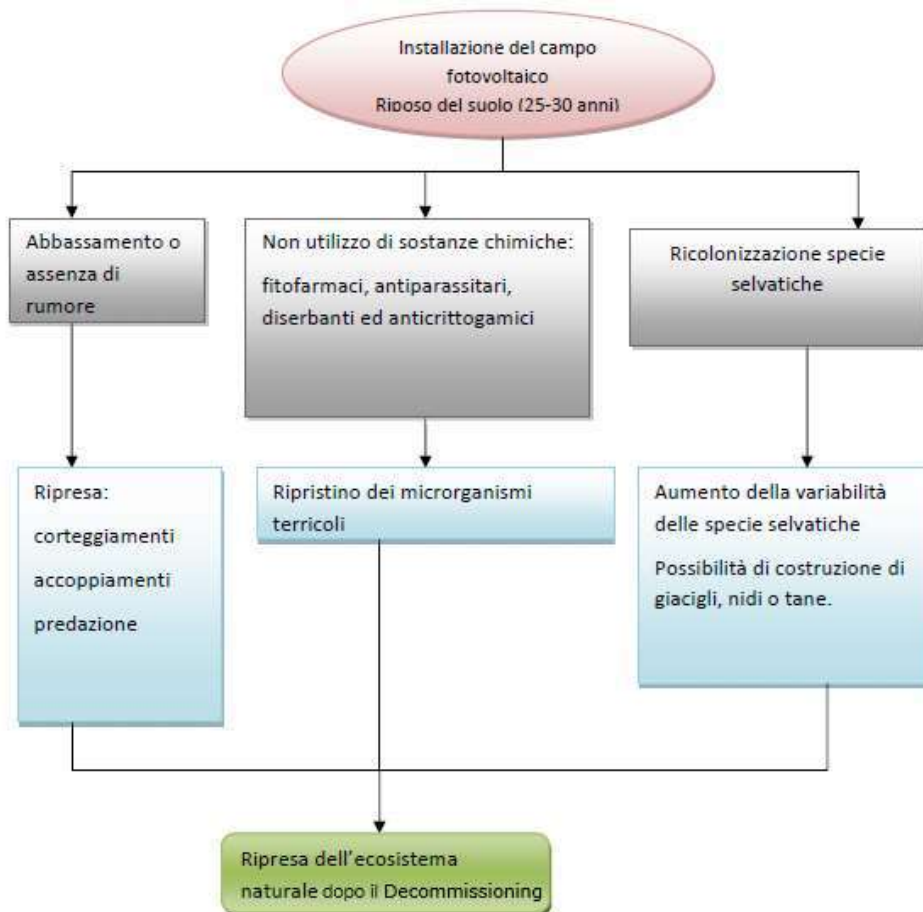 Installazione del campo
fotovoltaico
Riposo del suolo (25-30 anni)
Abbassamento o
assenza di
rumore
Non utilizzo di sostanze chimiche:
fitofarmaci, antiparassitari,
diserbanti ed anticrittogamici
Ricolonizzazione specie
selvatiche
Ripresa:
corteggiamenti
accoppiamenti
predazione
Ripristino dei microrganismi
terricoli
Aumento della variabilità
delle specie selvatiche
Possibilità di costruzione di
giacigli, nidi o tane.
Ripresa dell'ecosistema
naturale dopo il Decommissioning